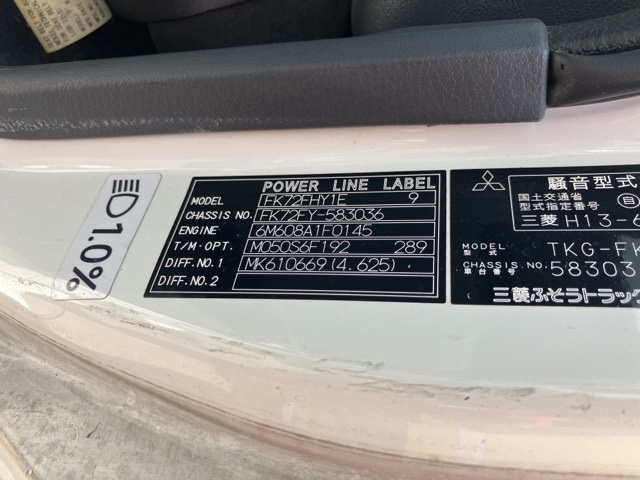 1.0%
POWER LINE LABEL
MODEL FK72FHY1E 9
CHASSIS NO. FK72FY-583036
ENGINE 6M608A1F0145
T/M.OPT. M050S6F192 289
DIFF.NO.1 MK610669(4.625)
DIFF.NO.2
騒音型式
国土交通省
型式指定番号
自
三菱 H13-
MODEL TKG-FK
型式
CHASSIS NO. 58303
車台番号
三菱ふそうトラック